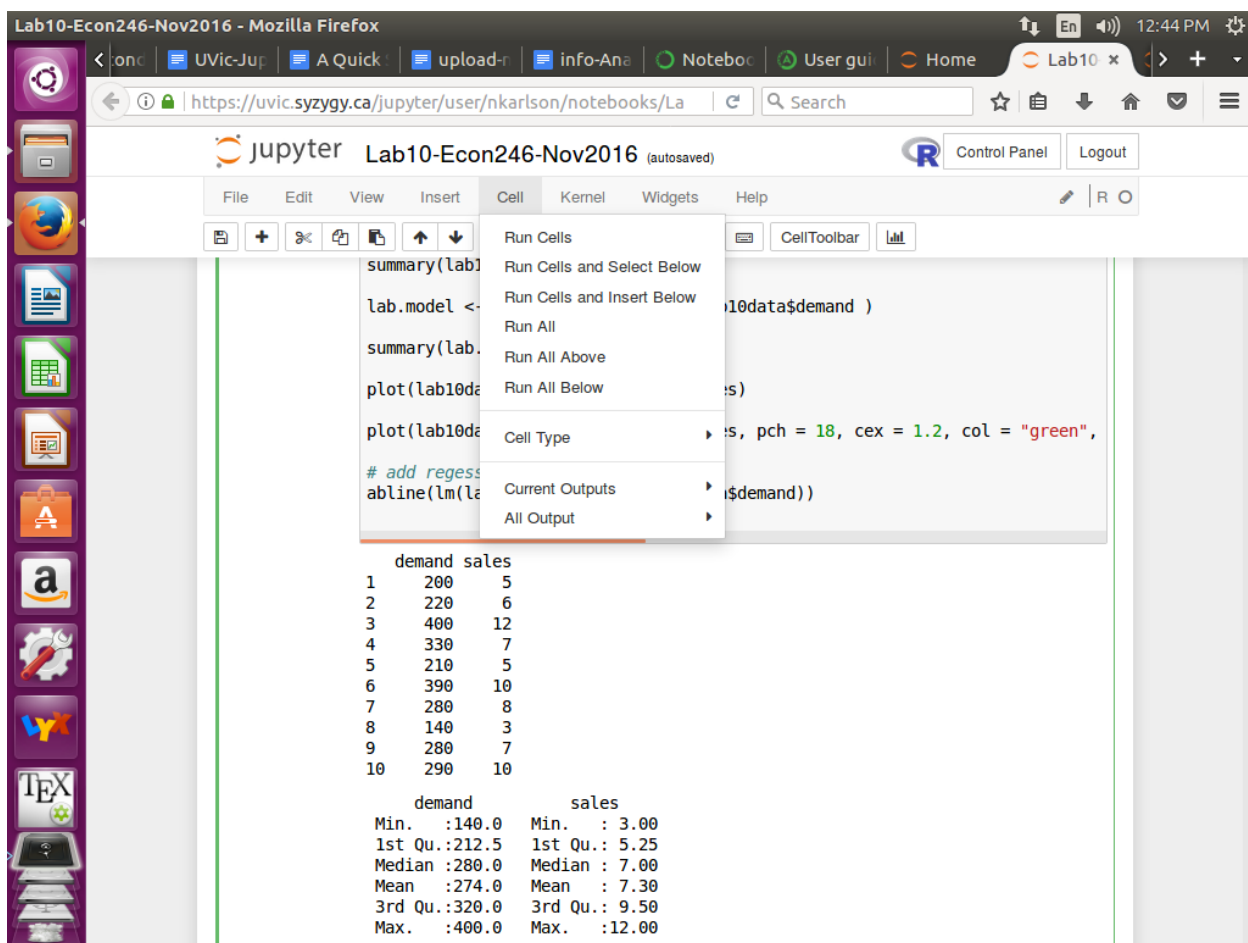 Lab10-Econ246-Nov2016 - Mozilla Firefox
En 12:44 PM
UVic-Jup A Quick upload- info-Ana Noteboo User gui Home Lab10
https://uvic.syzygy.ca/jupyter/user/nkarlson/notebooks/La Search
jupyter Lab10-Econ246-Nov2016 (autosaved) R Control Panel Logout
File Edit View Insert Cell Kernel Widgets Help R
CellToolbar
Run Cells
Run Cells and Select Below
Run Cells and Insert Below
Run All
Run All Above
Run All Below
Cell Type
Current Outputs
All Output
summary(lab1
lab.model <- 10data$demand )
summary(lab.
plot(lab10da es)
plot(lab10da es, pch = 18, cex = 1.2, col = "green",
# add regess
abline(lm(la a$demand))
demand sales
1 200 5
2 220 6
3 400 12
4 330 7
5 210 5
6 390 10
7 280 8
8 140 3
9 280 7
10 290 10
demand sales
Min. :140.0 Min. : 3.00
1st Qu.:212.5 1st Qu.: 5.25
Median :280.0 Median : 7.00
Mean :274.0 Mean : 7.30
3rd Qu.:320.0 3rd Qu.: 9.50
Max. :400.0 Max. :12.00
A
a
LyX
TEX